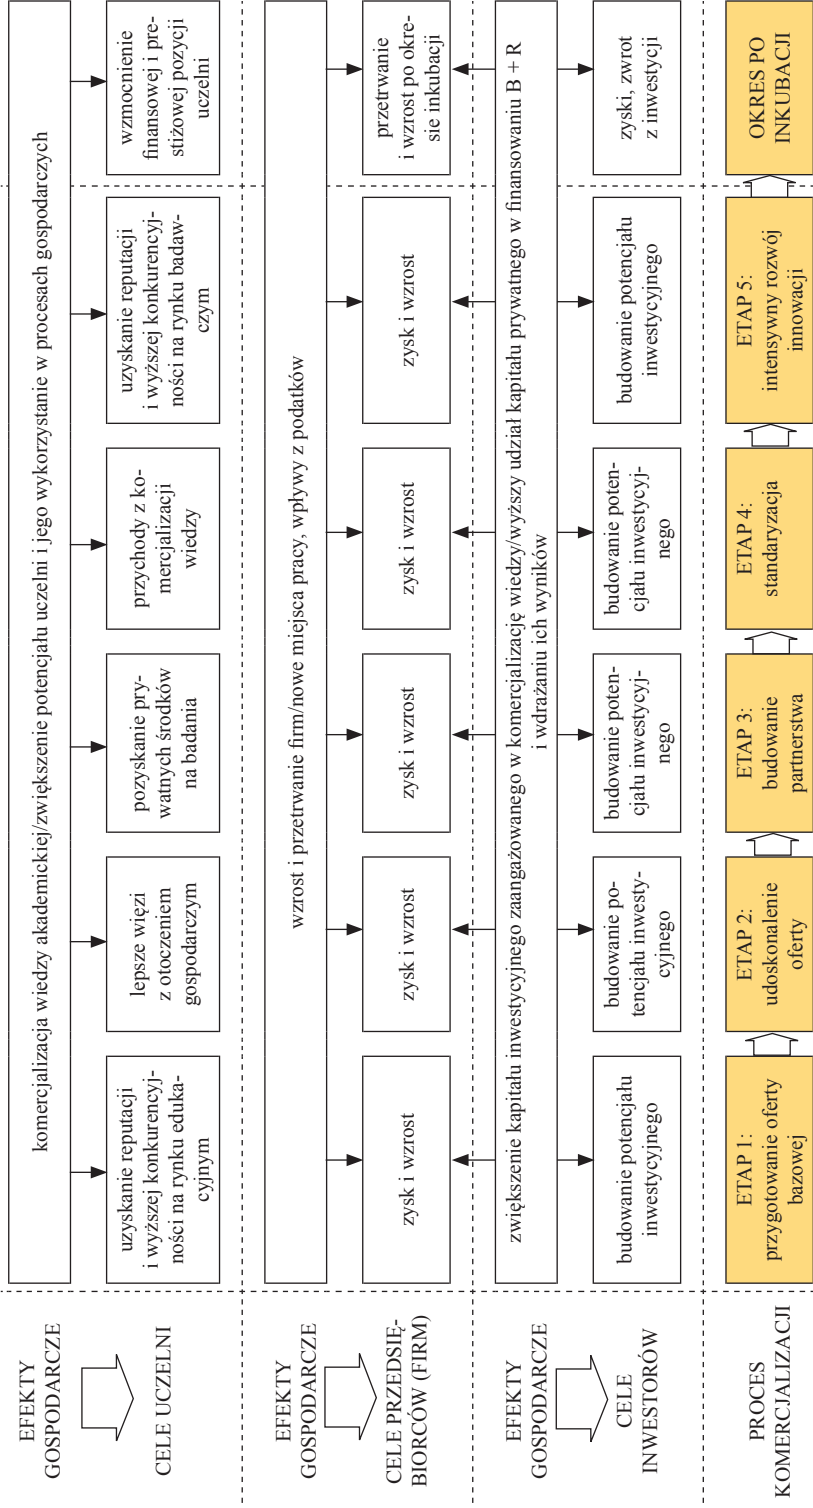 EFEKTY
GOSPODARCZE
CELE UCZELNI
komercjalizacja wiedzy akademickiej/zwiększenie potencjału uczelni i jego wykorzystanie w procesach gospodarczych
uzyskanie reputacji
i wyższej konkurencyj-
ności na rynku eduka-
cyjnym
lepsze więzi
z otoczeniem
gospodarczym
pozyskanie pry-
watnych środków
na badania
przychody z ko-
mercjalizacji
wiedzy
uzyskanie reputacji
i wyższej konkurencyj-
ności na rynku badaw-
czym
wzmocnienie
finansowej i pre-
stiżowej pozycji
uczelni
EFEKTY
GOSPODARCZE
CELE PRZEDSIĘ-
BIORCÓW (FIRM)
wzrost i przetrwanie firm/nowe miejsca pracy, wpływy z podatków
zysk i wzrost
zysk i wzrost
zysk i wzrost
zysk i wzrost
zysk i wzrost
przetrwanie
i wzrost po okre-
sie inkubacji
EFEKTY
GOSPODARCZE
CELE
INWESTORÓW
zwiększenie kapitału inwestycyjnego zaangażowanego w komercjalizację wiedzy/wyższy udział kapitału prywatnego w finansowaniu B + R
i wdrażaniu ich wyników
budowanie potencjału
inwestycyjnego
budowanie po-
tencjału inwesty-
cyjnego
budowanie poten-
cjału inwestycyj-
nego
budowanie poten-
cjału inwestycyj-
nego
budowanie potencjału
inwestycyjnego
zyski, zwrot
z inwestycji
PROCES
KOMERCJALIZACJI
ETAP 1:
przygotowanie oferty
bazowej
ETAP 2:
udoskonalenie
oferty
ETAP 3:
budowanie
partnerstwa
ETAP 4:
standaryzacja
ETAP 5:
intensywny rozwój
innowacji
OKRES PO
INKUBACJI